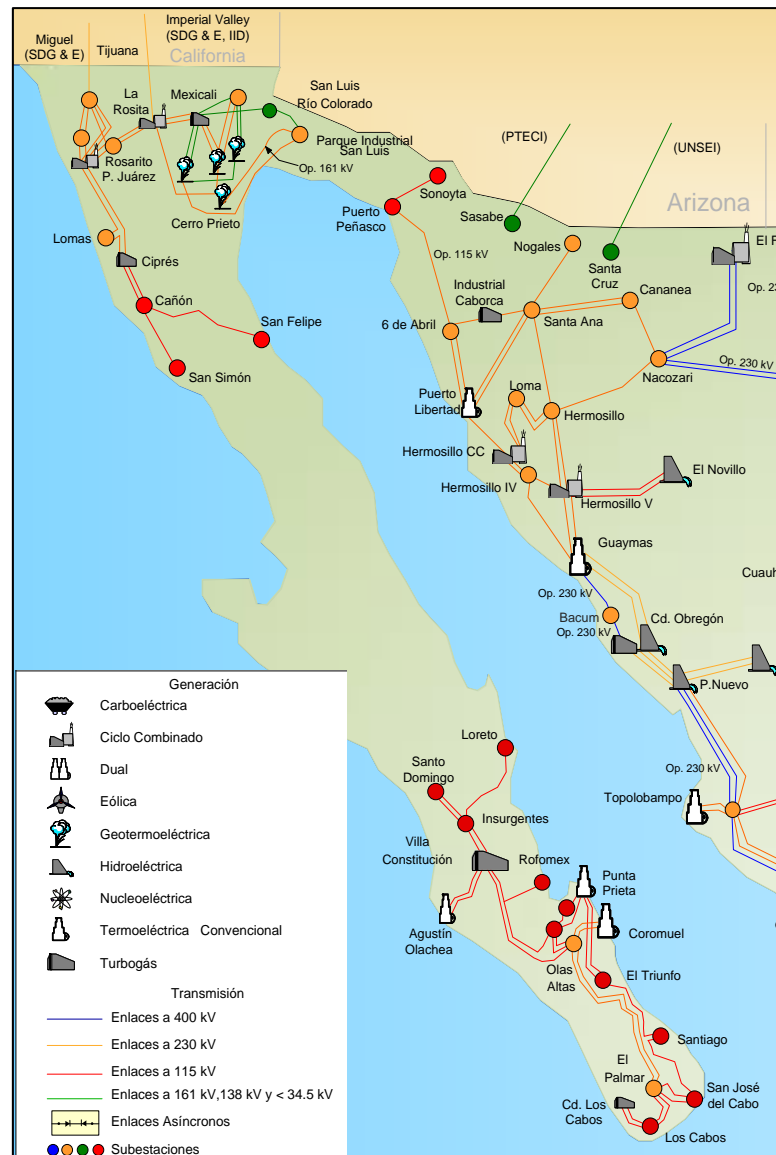 Imperial Valley
(SDG & E, IID)
Miguel
(SDG & E)
Tijuana
California
La
Rosita
Mexicali
San Luis
Río Colorado
Parque Industrial
San Luis
Op. 161 kV
Rosarito
P. Juárez
Cerro Prieto
Lomas
Ciprés
Cañón
San Felipe
San Simón
(PTECI)
(UNSEI)
Arizona
Sonoyta
Puerto
Peñasco
Sasabe
Nogales
Santa
Cruz
El F
Op. 23
Op. 115 kV
Industrial
Caborca
Cananea
6 de Abril
Santa Ana
Op. 230 kV
Nacozari
Puerto
Libertad
Loma
Hermosillo
Hermosillo CC
Hermosillo IV
Hermosillo V
El Novillo
Guaymas
Cuauh
Op. 230 kV
Bacum
Op. 230 kV
Cd. Obregón
P.Nuevo
Op. 230 kV
Topolobampo
Loreto
Santo
Domingo
Insurgentes
Villa
Constitución
Rofomex
Punta
Prieta
Agustín
Olachea
Coromuel
Olas
Altas
El Triunfo
Santiago
El
Palmar
San José
del Cabo
Cd. Los
Cabos
Los Cabos
Generación
Carboeléctrica
Ciclo Combinado
Dual
Eólica
Geotermoeléctrica
Hidroeléctrica
Nucleoeléctrica
Termoeléctrica Convencional
Turbogás
Transmisión
Enlaces a 400 kV
Enlaces a 230 kV
Enlaces a 115 kV
Enlaces a 161 kV,138 kV y < 34.5 kV
Enlaces Asíncronos
Subestaciones